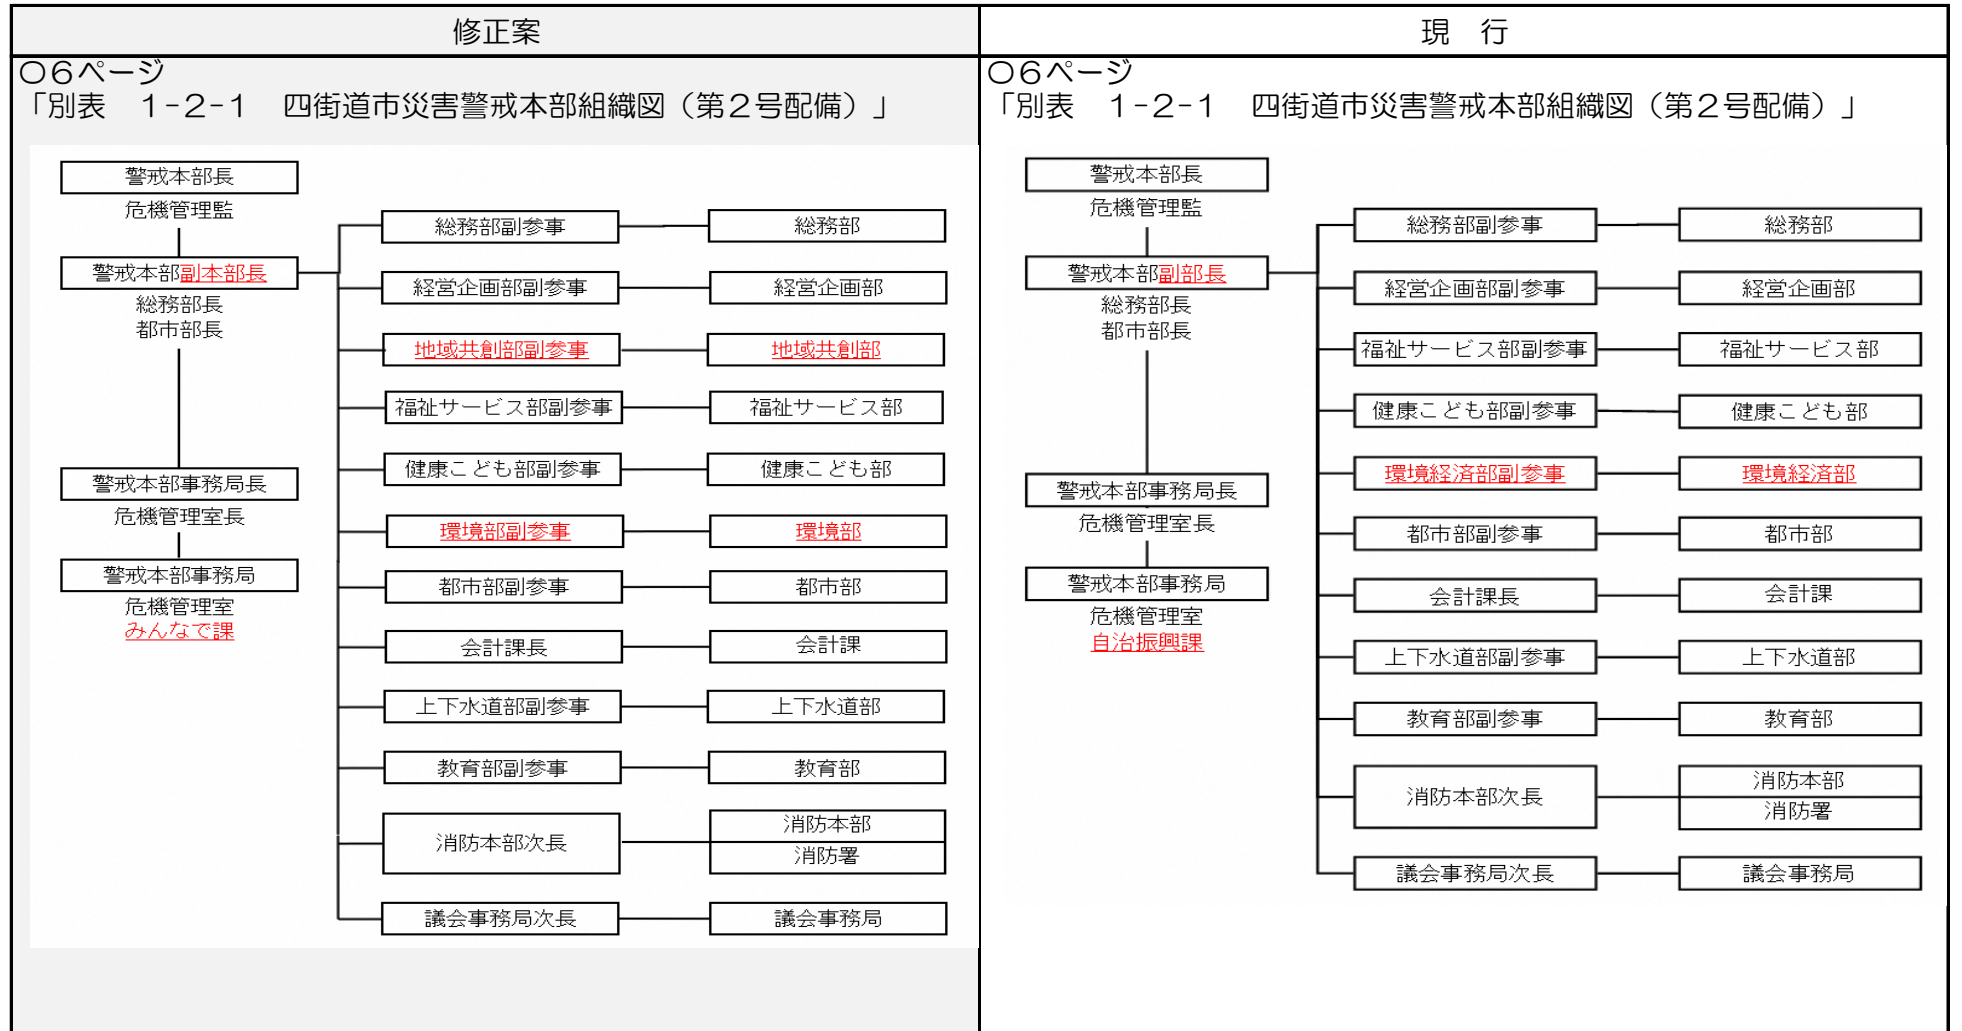 修正案
〇6ページ
「別表　1-2-1　四街道市災害警戒本部組織図（第2号配備）」
警戒本部長
危機管理監
警戒本部副本部長
総務部長
都市部長
警戒本部事務局長
危機管理室長
警戒本部事務局
危機管理室
みんなで課
総務部副参事　総務部
経営企画部副参事　経営企画部
地域共創部副参事　地域共創部
福祉サービス部副参事　福祉サービス部
健康こども部副参事　健康こども部
環境部副参事　環境部
都市部副参事　都市部
会計課長　会計課
上下水道部副参事　上下水道部
教育部副参事　教育部
消防本部次長　消防本部
消防署
議会事務局次長　議会事務局
現　行
〇6ページ
「別表　1-2-1　四街道市災害警戒本部組織図（第2号配備）」
警戒本部長
危機管理監
警戒本部副部長
総務部長
都市部長
警戒本部事務局長
危機管理室長
警戒本部事務局
危機管理室
自治振興課
総務部副参事　総務部
経営企画部副参事　経営企画部
福祉サービス部副参事　福祉サービス部
健康こども部副参事　健康こども部
環境経済部副参事　環境経済部
都市部副参事　都市部
会計課長　会計課
上下水道部副参事　上下水道部
教育部副参事　教育部
消防本部次長　消防本部
消防署
議会事務局次長　議会事務局